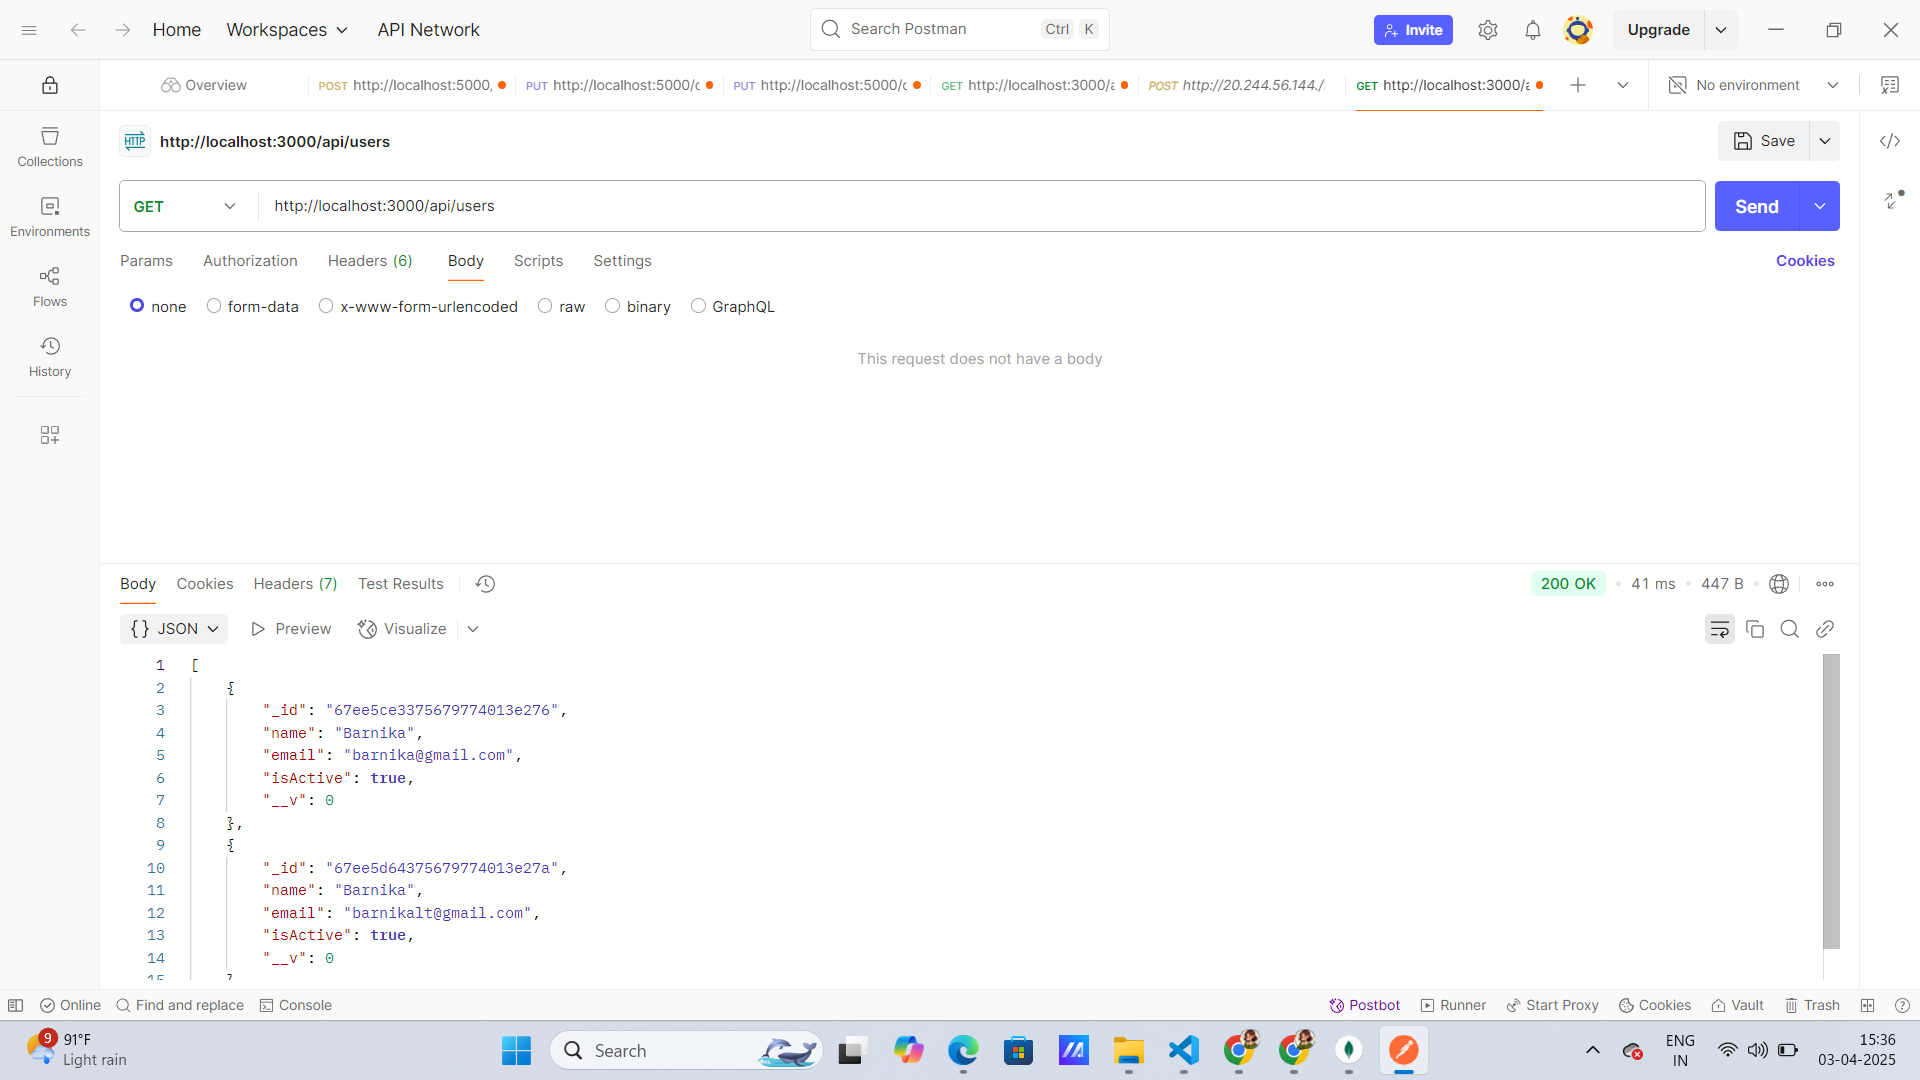 Home Workspaces API Network Search Postman Ctrl K Invite Upgrade
Overview POST http://localhost:5000, PUT http://localhost:5000/c PUT http://localhost:5000/c GET http://localhost:3000/a POST http://20.244.56.144./ GET http://localhost:3000/a No environment
HTTP http://localhost:3000/api/users Save
Collections
Environments
Flows
History
GET http://localhost:3000/api/users Send
Params Authorization Headers (6) Body Scripts Settings Cookies
none form-data x-www-form-urlencoded raw binary GraphQL
This request does not have a body
Body Cookies Headers (7) Test Results 200 OK 41 ms 447 B
{} JSON Preview Visualize
1 [
2 {
3 "_id": "67ee5ce3375679774013e276",
4 "name": "Barnika",
5 "email": "barnika@gmail.com",
6 "isActive": true,
7 "__v": 0
8 },
9 {
10 "_id": "67ee5d64375679774013e27a",
11 "name": "Barnika",
12 "email": "barnikalt@gmail.com",
13 "isActive": true,
14 "__v": 0
15 }
Online Find and replace Console Postbot Runner Start Proxy Cookies Vault Trash
9 91°F
Light rain
Search
ENG
IN
15:36
03-04-2025